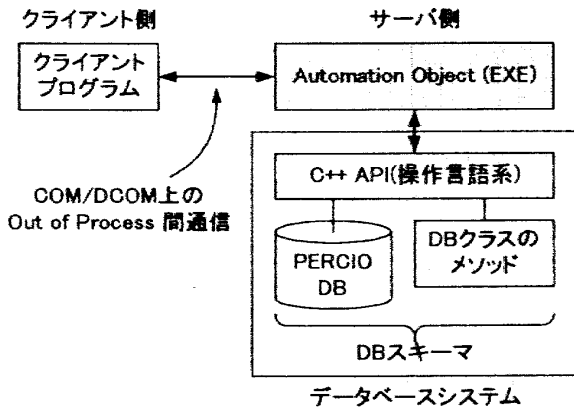 クライアント側
サーバ側
クライアント
プログラム
Automation Object (EXE)
COM/DCOM上の
Out of Process 間通信
C++ API(操作言語系)
PERCIO
DB
DBクラスの
メソッド
DBスキーマ
データベースシステム